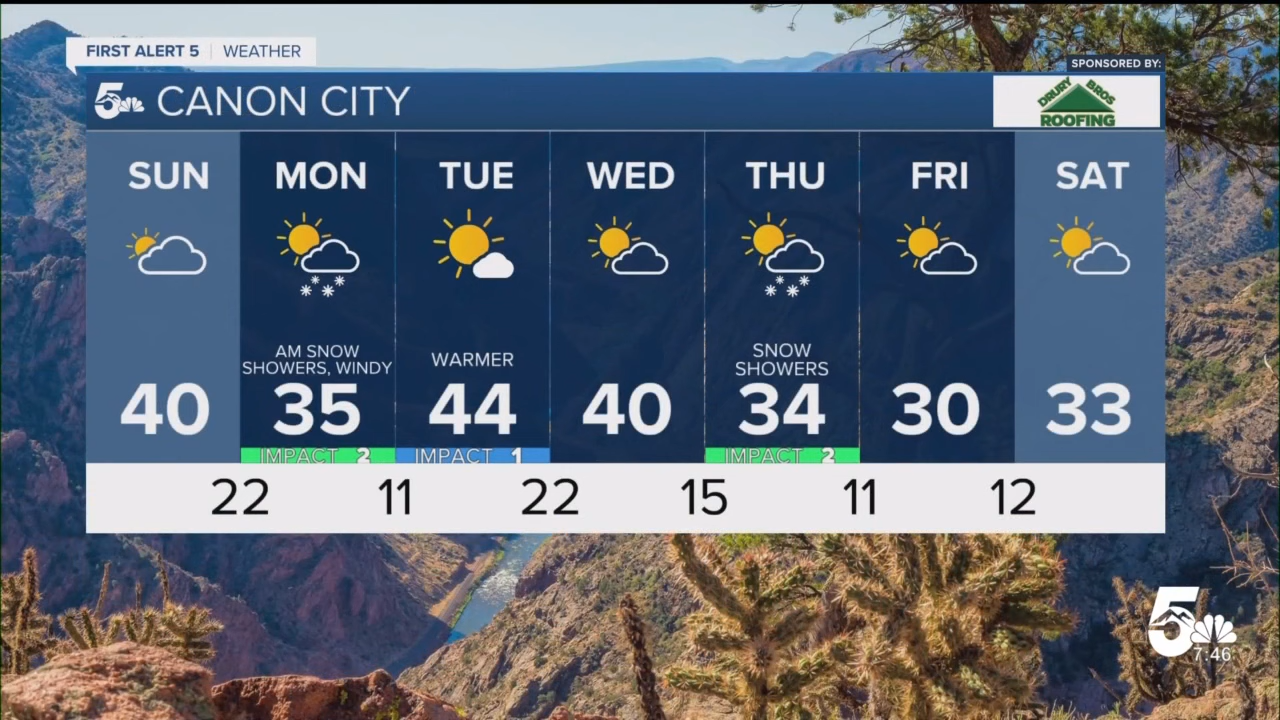 FIRST ALERT 5 | WEATHER
SPONSORED BY:
5 CANON CITY
DRURY BROS
ROOFING
SUN MON TUE WED THU FRI SAT
AM SNOW
SHOWERS, WINDY
WARMER
SNOW
SHOWERS
40 35 44 40 34 30 33
IMPACT 2 IMPACT 1 IMPACT 2
22 11 22 15 11 12
5
7:46